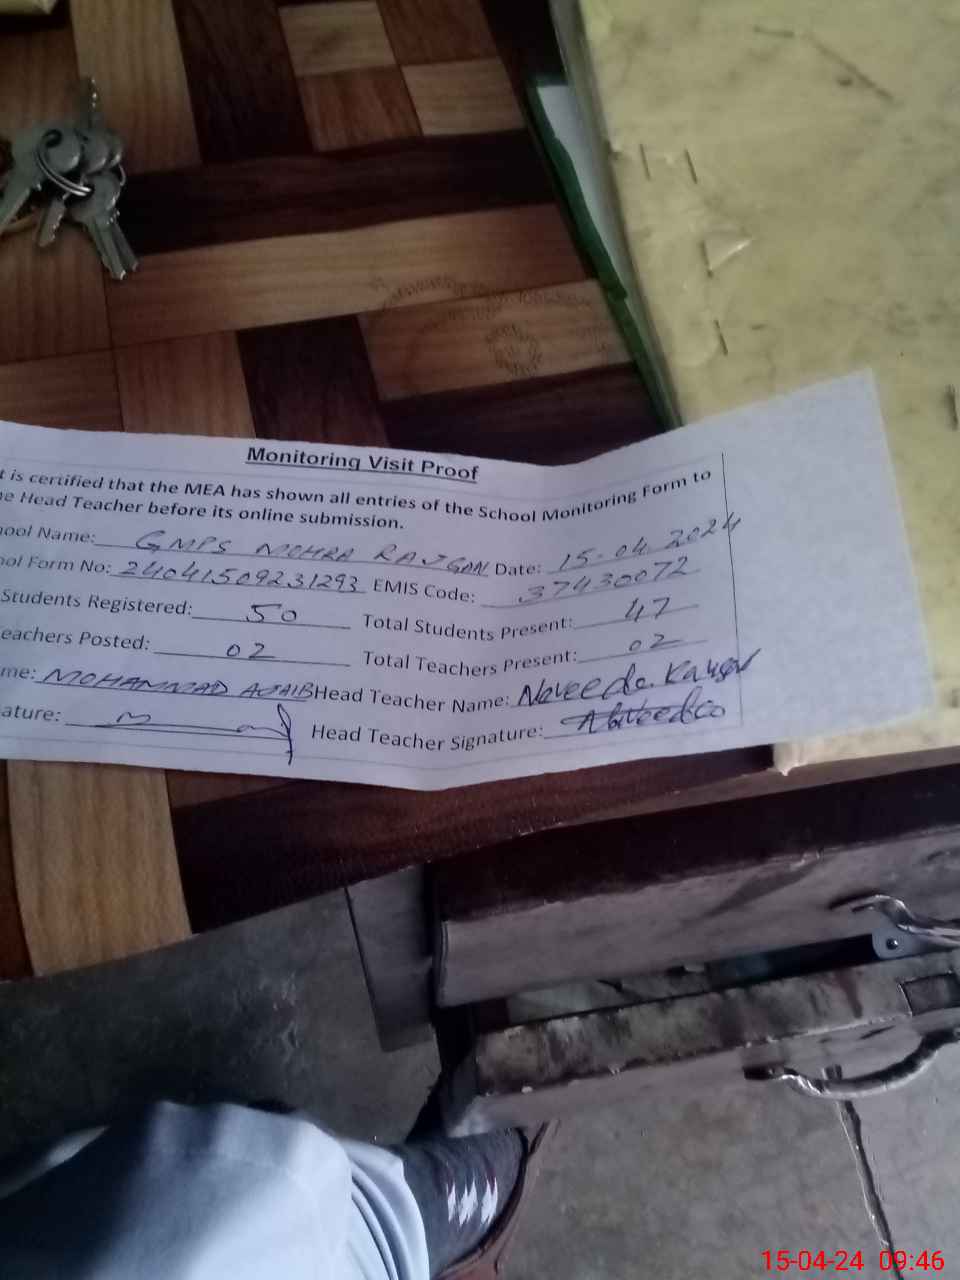 Monitoring Visit Proof
t is certified that the MEA has shown all entries of the School Monitoring Form to
e Head Teacher before its online submission.
ool Name: GMPS MOHRA RAJGAN Date: 15-04-2024
ool Form No: 24041509231293 EMIS Code: 37430072
Students Registered: 50 Total Students Present: 47
eachers Posted: 02 Total Teachers Present: 02
me: MOHAMMAD AJAIB Head Teacher Name: Naveeda Kausar
ature: Head Teacher Signature:
15-04-24 09:46